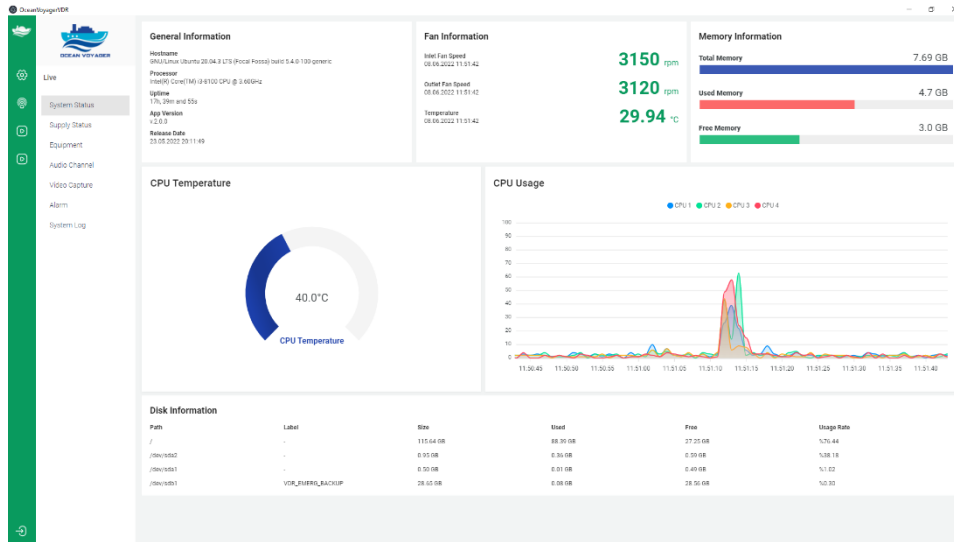 OceanVoyagerVDR
OCEAN VOYAGER
Live
System Status
Supply Status
Equipment
Audio Channel
Video Capture
Alarm
System Log
General Information
Hostname
GNU/Linux Ubuntu 20.04.3 LTS (Focal Fossa) build 5.4.0-100-generic
Processor
Intel(R) Core(TM) i3-8100 CPU @ 3.60GHz
Uptime
17h, 39m and 55s
App Version
v.2.0.0
Release Date
23.05.2022 20:11:49
Fan Information
Inlet Fan Speed
08.06.2022 11:51:42
3150 rpm
Outlet Fan Speed
08.06.2022 11:51:42
3120 rpm
Temperature
08.06.2022 11:51:42
29.94 °C
Memory Information
Total Memory 7.69 GB
Used Memory 4.7 GB
Free Memory 3.0 GB
CPU Temperature
40.0°C
CPU Temperature
CPU Usage
CPU 1 CPU 2 CPU 3 CPU 4
100
90
80
70
60
50
40
30
20
10
0
11:50:45 11:50:50 11:50:55 11:51:00 11:51:05 11:51:10 11:51:15 11:51:20 11:51:25 11:51:30 11:51:35 11:51:40
Disk Information
Path Label Size Used Free Usage Rate
/ - 115.64 GB 88.39 GB 27.25 GB %76.44
/dev/sda2 - 0.95 GB 0.36 GB 0.59 GB %38.18
/dev/sda1 - 0.50 GB 0.01 GB 0.49 GB %1.02
/dev/sdb1 VDR_EMERG_BACKUP 28.65 GB 0.08 GB 28.56 GB %0.30